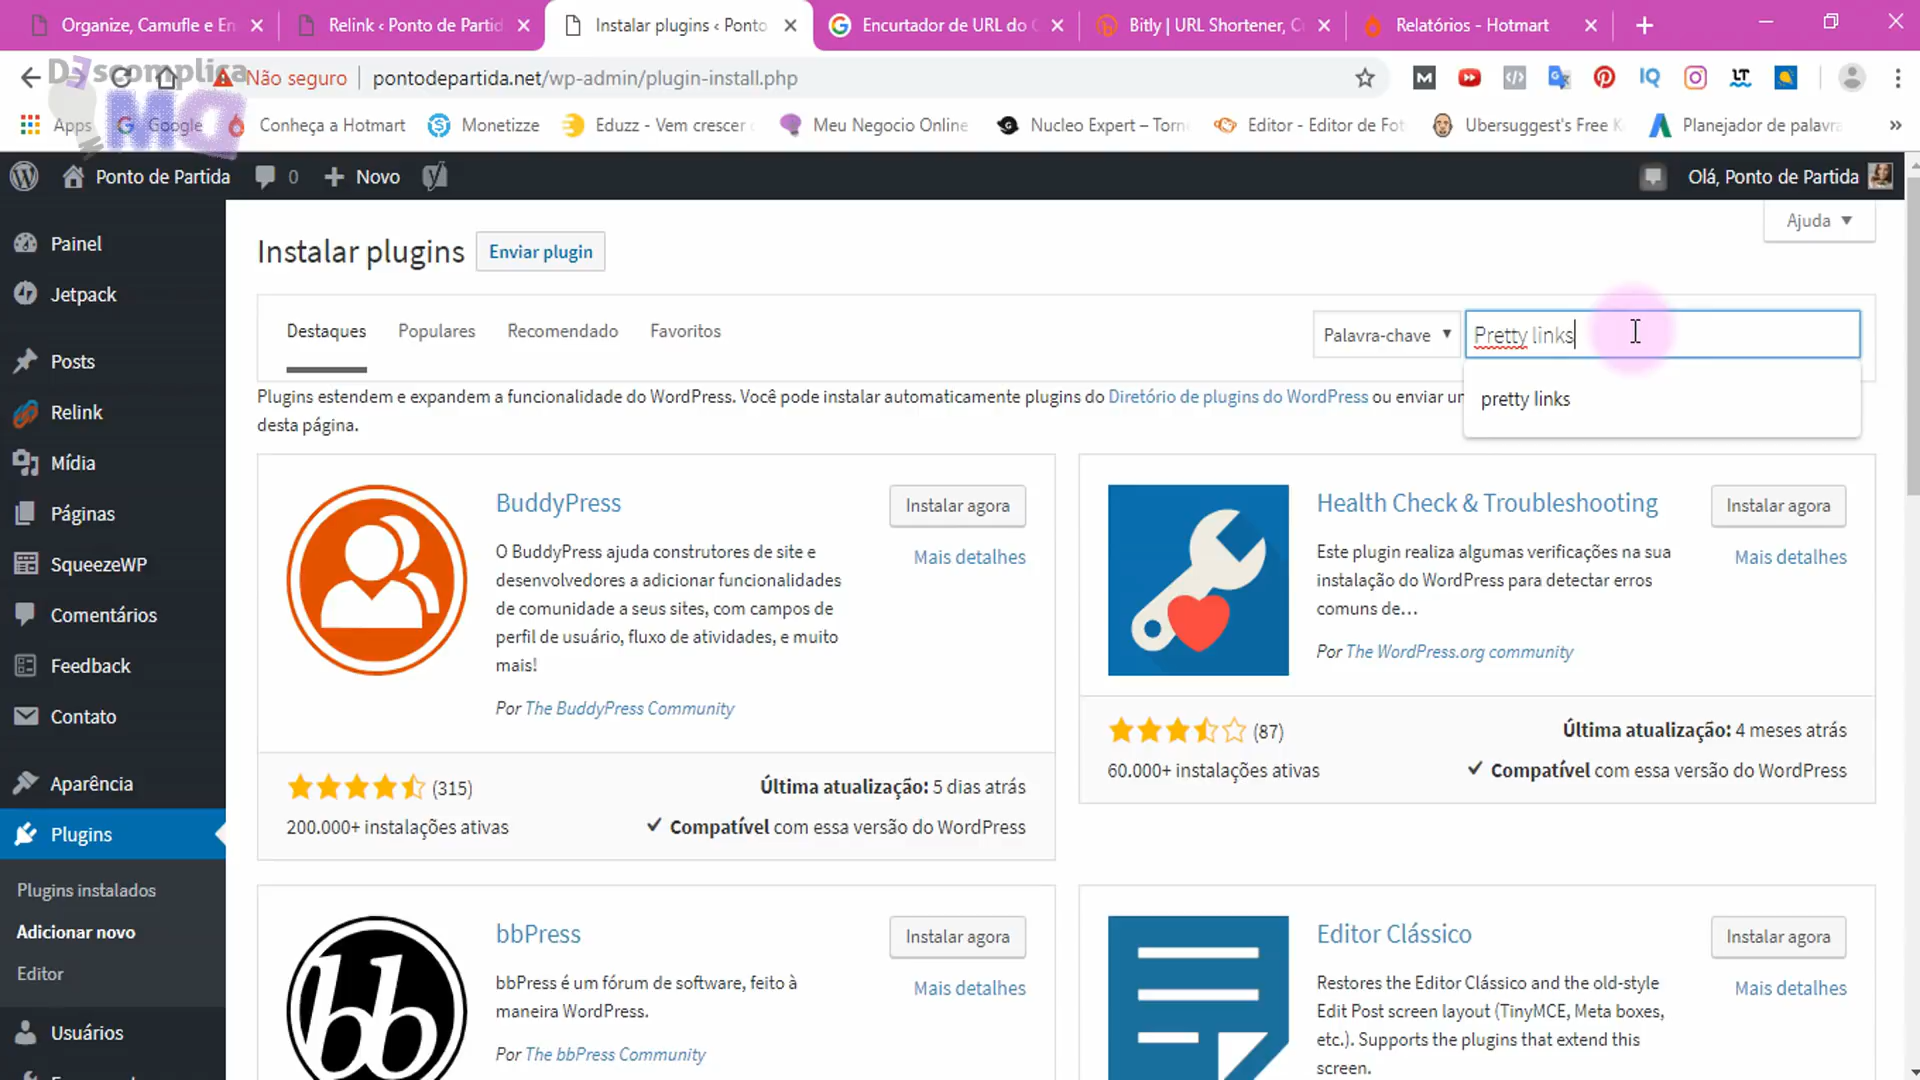 Organize, Camufle e En
Relink ‹ Ponto de Partid
Instalar plugins ‹ Ponto
Encurtador de URL do G
Bitly | URL Shortener, C
Relatórios - Hotmart
Não seguro
pontodepartida.net/wp-admin/plugin-install.php
Descomplica
MO
Apps
Google
Conheça a Hotmart
Monetizze
Eduzz - Vem crescer
Meu Negocio Online
Nucleo Expert – Torn
Editor - Editor de Fot
Ubersuggest's Free K
Planejador de palavra
Ponto de Partida
0
Novo
Olá, Ponto de Partida
Ajuda
Painel
Jetpack
Posts
Relink
Mídia
Páginas
SqueezeWP
Comentários
Feedback
Contato
Aparência
Plugins
Plugins instalados
Adicionar novo
Editor
Usuários
Instalar plugins
Enviar plugin
Destaques
Populares
Recomendado
Favoritos
Palavra-chave
Pretty links
pretty links
Plugins estendem e expandem a funcionalidade do WordPress. Você pode instalar automaticamente plugins do Diretório de plugins do WordPress ou enviar um
desta página.
BuddyPress
Instalar agora
Mais detalhes
O BuddyPress ajuda construtores de site e
desenvolvedores a adicionar funcionalidades
de comunidade a seus sites, com campos de
perfil de usuário, fluxo de atividades, e muito
mais!
Por The BuddyPress Community
(315)
Última atualização: 5 dias atrás
200.000+ instalações ativas
Compatível com essa versão do WordPress
Health Check & Troubleshooting
Instalar agora
Mais detalhes
Este plugin realiza algumas verificações na sua
instalação do WordPress para detectar erros
comuns de…
Por The WordPress.org community
(87)
Última atualização: 4 meses atrás
60.000+ instalações ativas
Compatível com essa versão do WordPress
bbPress
Instalar agora
Mais detalhes
bbPress é um fórum de software, feito à
maneira WordPress.
Por The bbPress Community
bb
Editor Clássico
Instalar agora
Mais detalhes
Restores the Editor Clássico and the old-style
Edit Post screen layout (TinyMCE, Meta boxes,
etc.). Supports the plugins that extend this
screen.